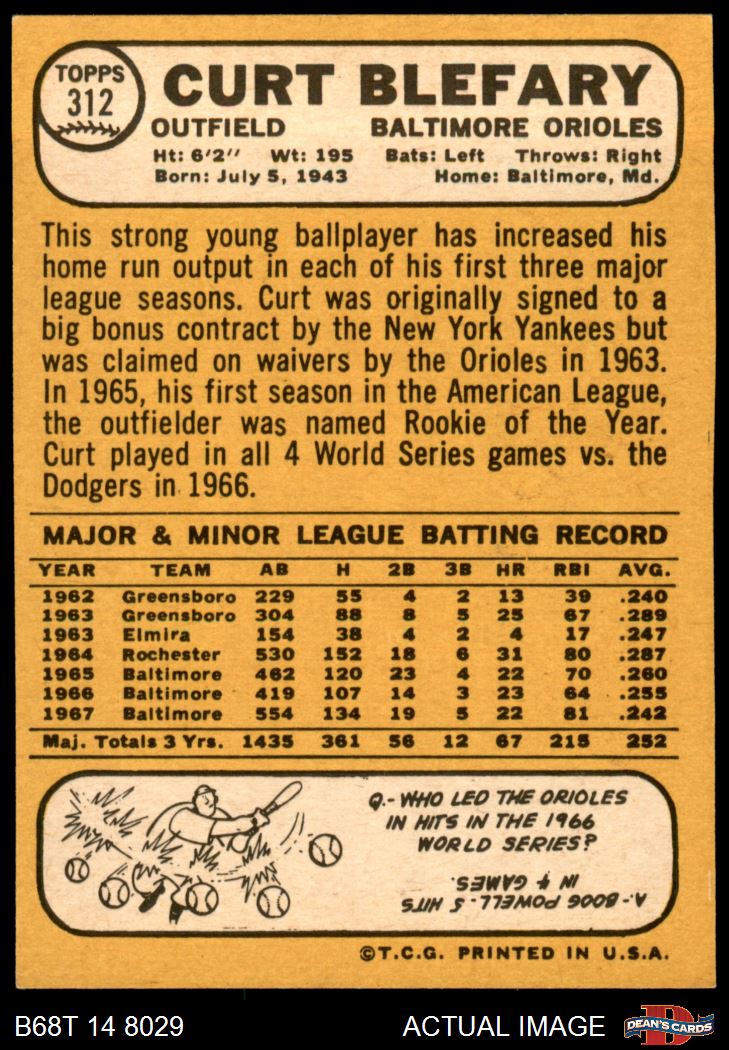 TOPPS
312
CURT BLEFARY
OUTFIELD BALTIMORE ORIOLES
Ht: 6'2" Wt: 195 Bats: Left Throws: Right
Born: July 5, 1943 Home: Baltimore, Md.
This strong young ballplayer has increased his
home run output in each of his first three major
league seasons. Curt was originally signed to a
big bonus contract by the New York Yankees but
was claimed on waivers by the Orioles in 1963.
In 1965, his first season in the American League,
the outfielder was named Rookie of the Year.
Curt played in all 4 World Series games vs. the
Dodgers in 1966.
MAJOR & MINOR LEAGUE BATTING RECORD
YEAR TEAM AB H 2B 3B HR RBI AVG.
1962 Greensboro 229 55 4 2 13 39 .240
1963 Greensboro 304 88 8 5 25 67 .289
1963 Elmira 154 38 4 2 4 17 .247
1964 Rochester 530 152 18 6 31 80 .287
1965 Baltimore 462 120 23 4 22 70 .260
1966 Baltimore 419 107 14 3 23 64 .255
1967 Baltimore 554 134 19 5 22 81 .242
Maj. Totals 3 Yrs. 1435 361 56 12 67 215 252
Q.- WHO LED THE ORIOLES
IN HITS IN THE 1966
WORLD SERIES?
A.- BOOG POWELL - 5 HITS
IN 4 GAMES.
©T.C.G. PRINTED IN U.S.A.
B68T 14 8029 ACTUAL IMAGE
D
DEAN'S CARDS